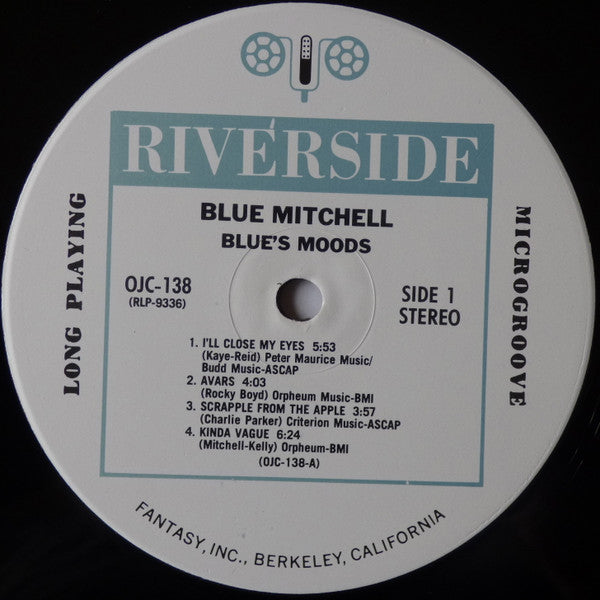 RIVERSIDE
LONG PLAYING
MICROGROOVE
BLUE MITCHELL
BLUE'S MOODS
OJC-138
(RLP-9336)
SIDE 1
STEREO
1. I'LL CLOSE MY EYES 5:53
(Kaye-Reid) Peter Maurice Music/
Budd Music-ASCAP
2. AVARS 4:03
(Rocky Boyd) Orpheum Music-BMI
3. SCRAPPLE FROM THE APPLE 3:57
(Charlie Parker) Criterion Music-ASCAP
4. KINDA VAGUE 6:24
(Mitchell-Kelly) Orpheum-BMI
(OJC-138-A)
FANTASY, INC., BERKELEY, CALIFORNIA